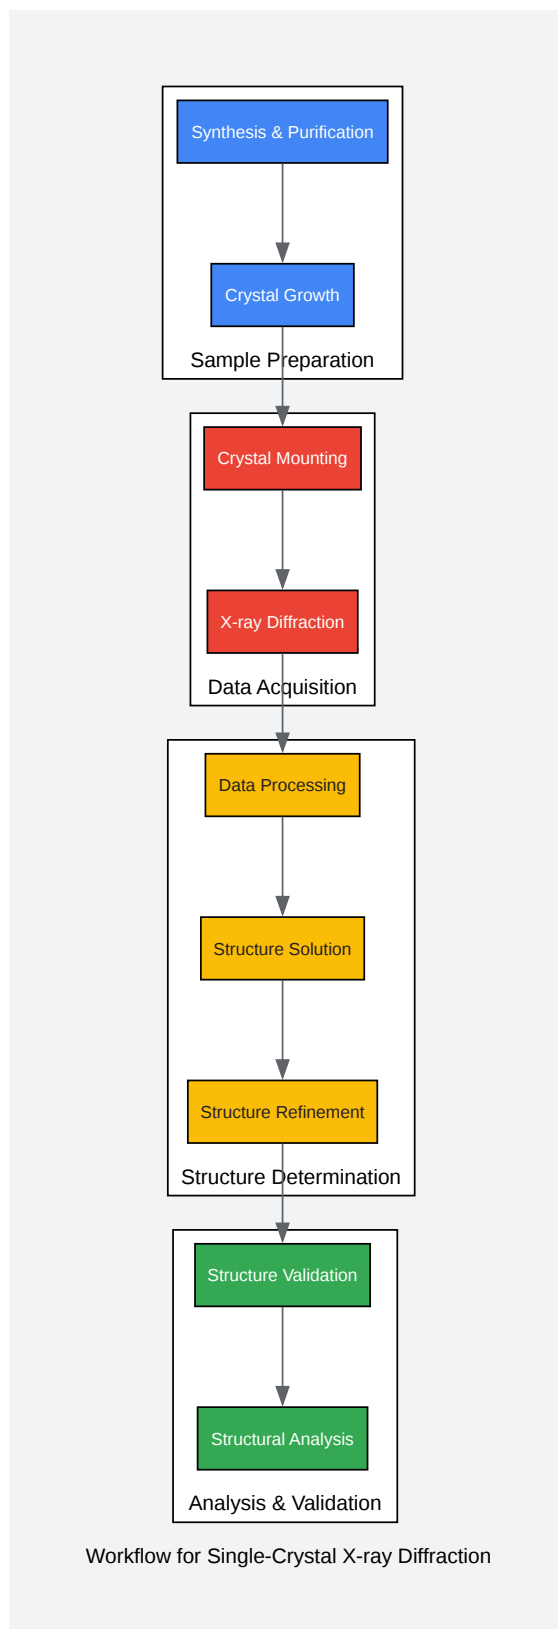 Synthesis & Purification
Crystal Growth
Sample Preparation
Crystal Mounting
X-ray Diffraction
Data Acquisition
Data Processing
Structure Solution
Structure Refinement
Structure Determination
Structure Validation
Structural Analysis
Analysis & Validation
Workflow for Single-Crystal X-ray Diffraction